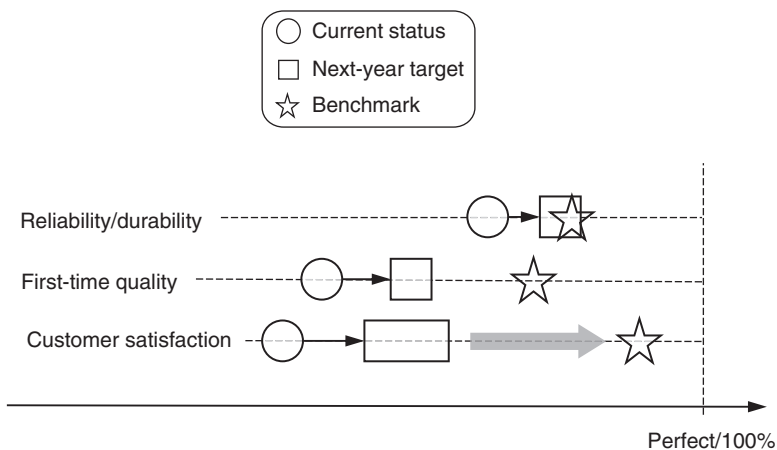 Current status
Next-year target
Benchmark
Reliability/durability
First-time quality
Customer satisfaction
Perfect/100%